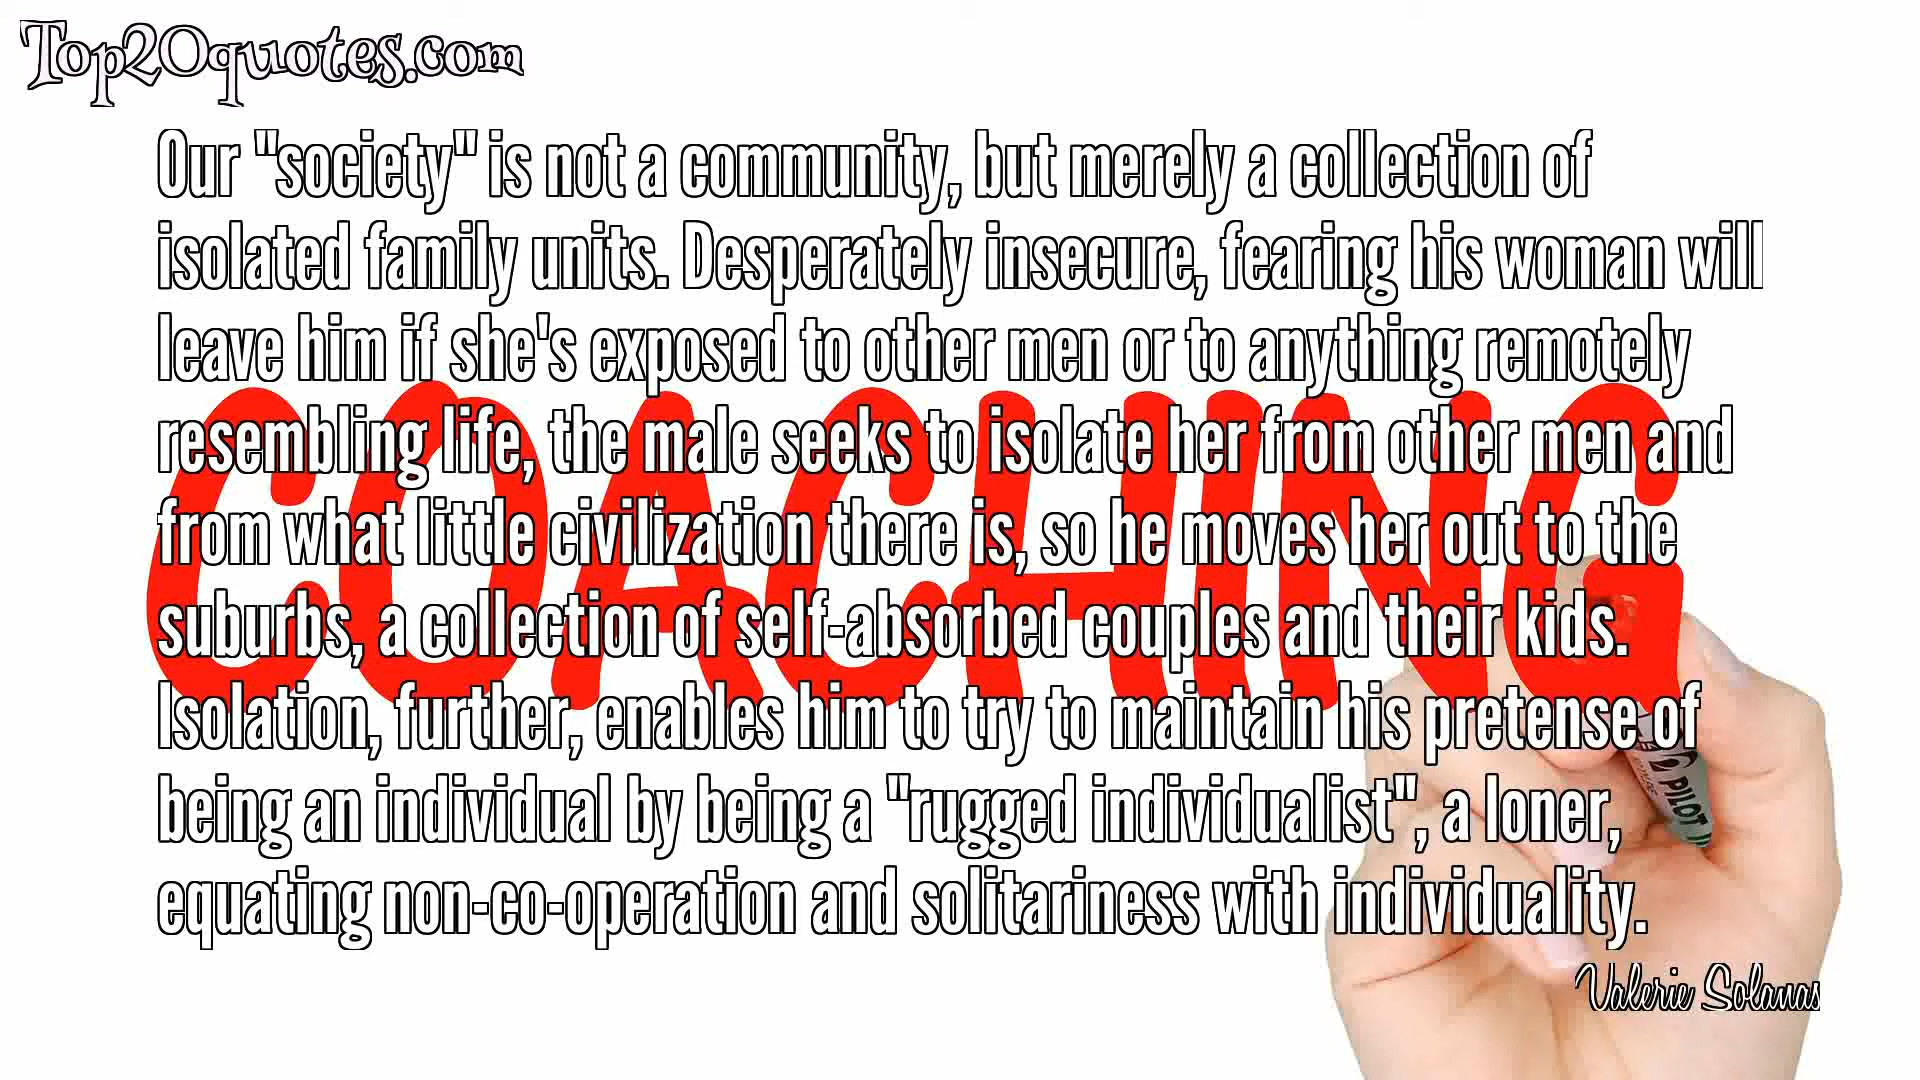 Top20quotes.com
Our "society" is not a community, but merely a collection of
isolated family units. Desperately insecure, fearing his woman will
leave him if she's exposed to other men or to anything remotely
resembling life, the male seeks to isolate her from other men and
from what little civilization there is, so he moves her out to the
suburbs, a collection of self-absorbed couples and their kids.
Isolation, further, enables him to try to maintain his pretense of
being an individual by being a "rugged individualist", a loner,
equating non-co-operation and solitariness with individuality.
Valerie Solanas
COACHING
PILOT